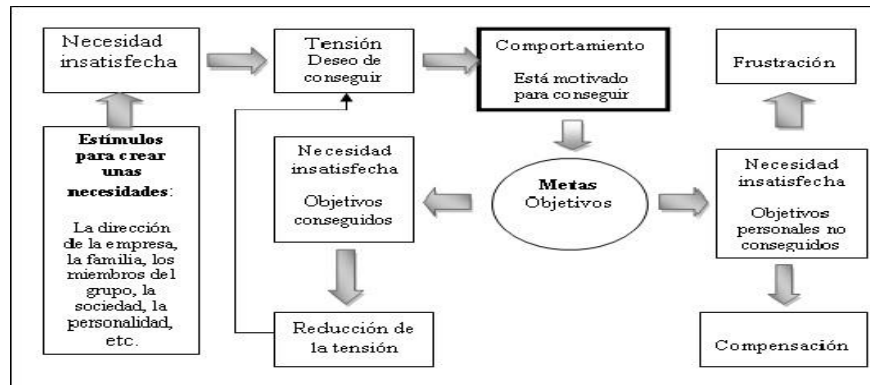 Necesidad
insatisfecha
Tensión
Deseo de
conseguir
Comportamiento
Está motivado
para conseguir
Frustración
Estímulos
para crear
unas
necesidades:
La dirección
de la empresa,
la familia, los
miembros del
grupo, la
sociedad, la
personalidad,
etc.
Necesidad
insatisfecha
Objetivos
conseguidos
Metas
Objetivos
Necesidad
insatisfecha
Objetivos
personales no
conseguidos
Reducción de
la tensión
Compensación